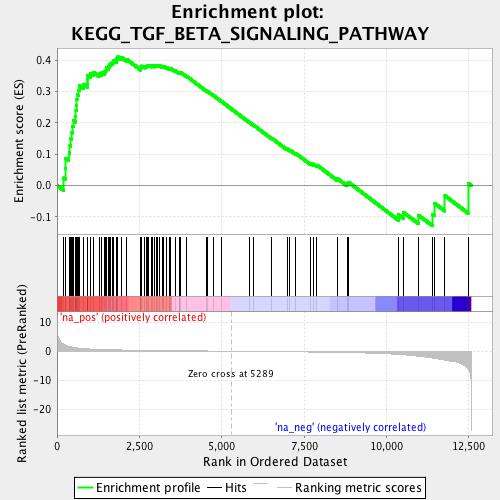 Enrichment plot:
KEGG_TGF_BETA_SIGNALING_PATHWAY
Enrichment score (ES)
0.4
0.3
0.2
0.1
0.0
-0.1
'na_pos' (positively correlated)
Ranked list metric (PreRanked)
10
5
0
-5
-10
-15
-20
Zero cross at 5289
'na_neg' (negatively correlated)
0
2,500
5,000
7,500
10,000
12,500
Rank in Ordered Dataset
Enrichment profile
Hits
Ranking metric scores